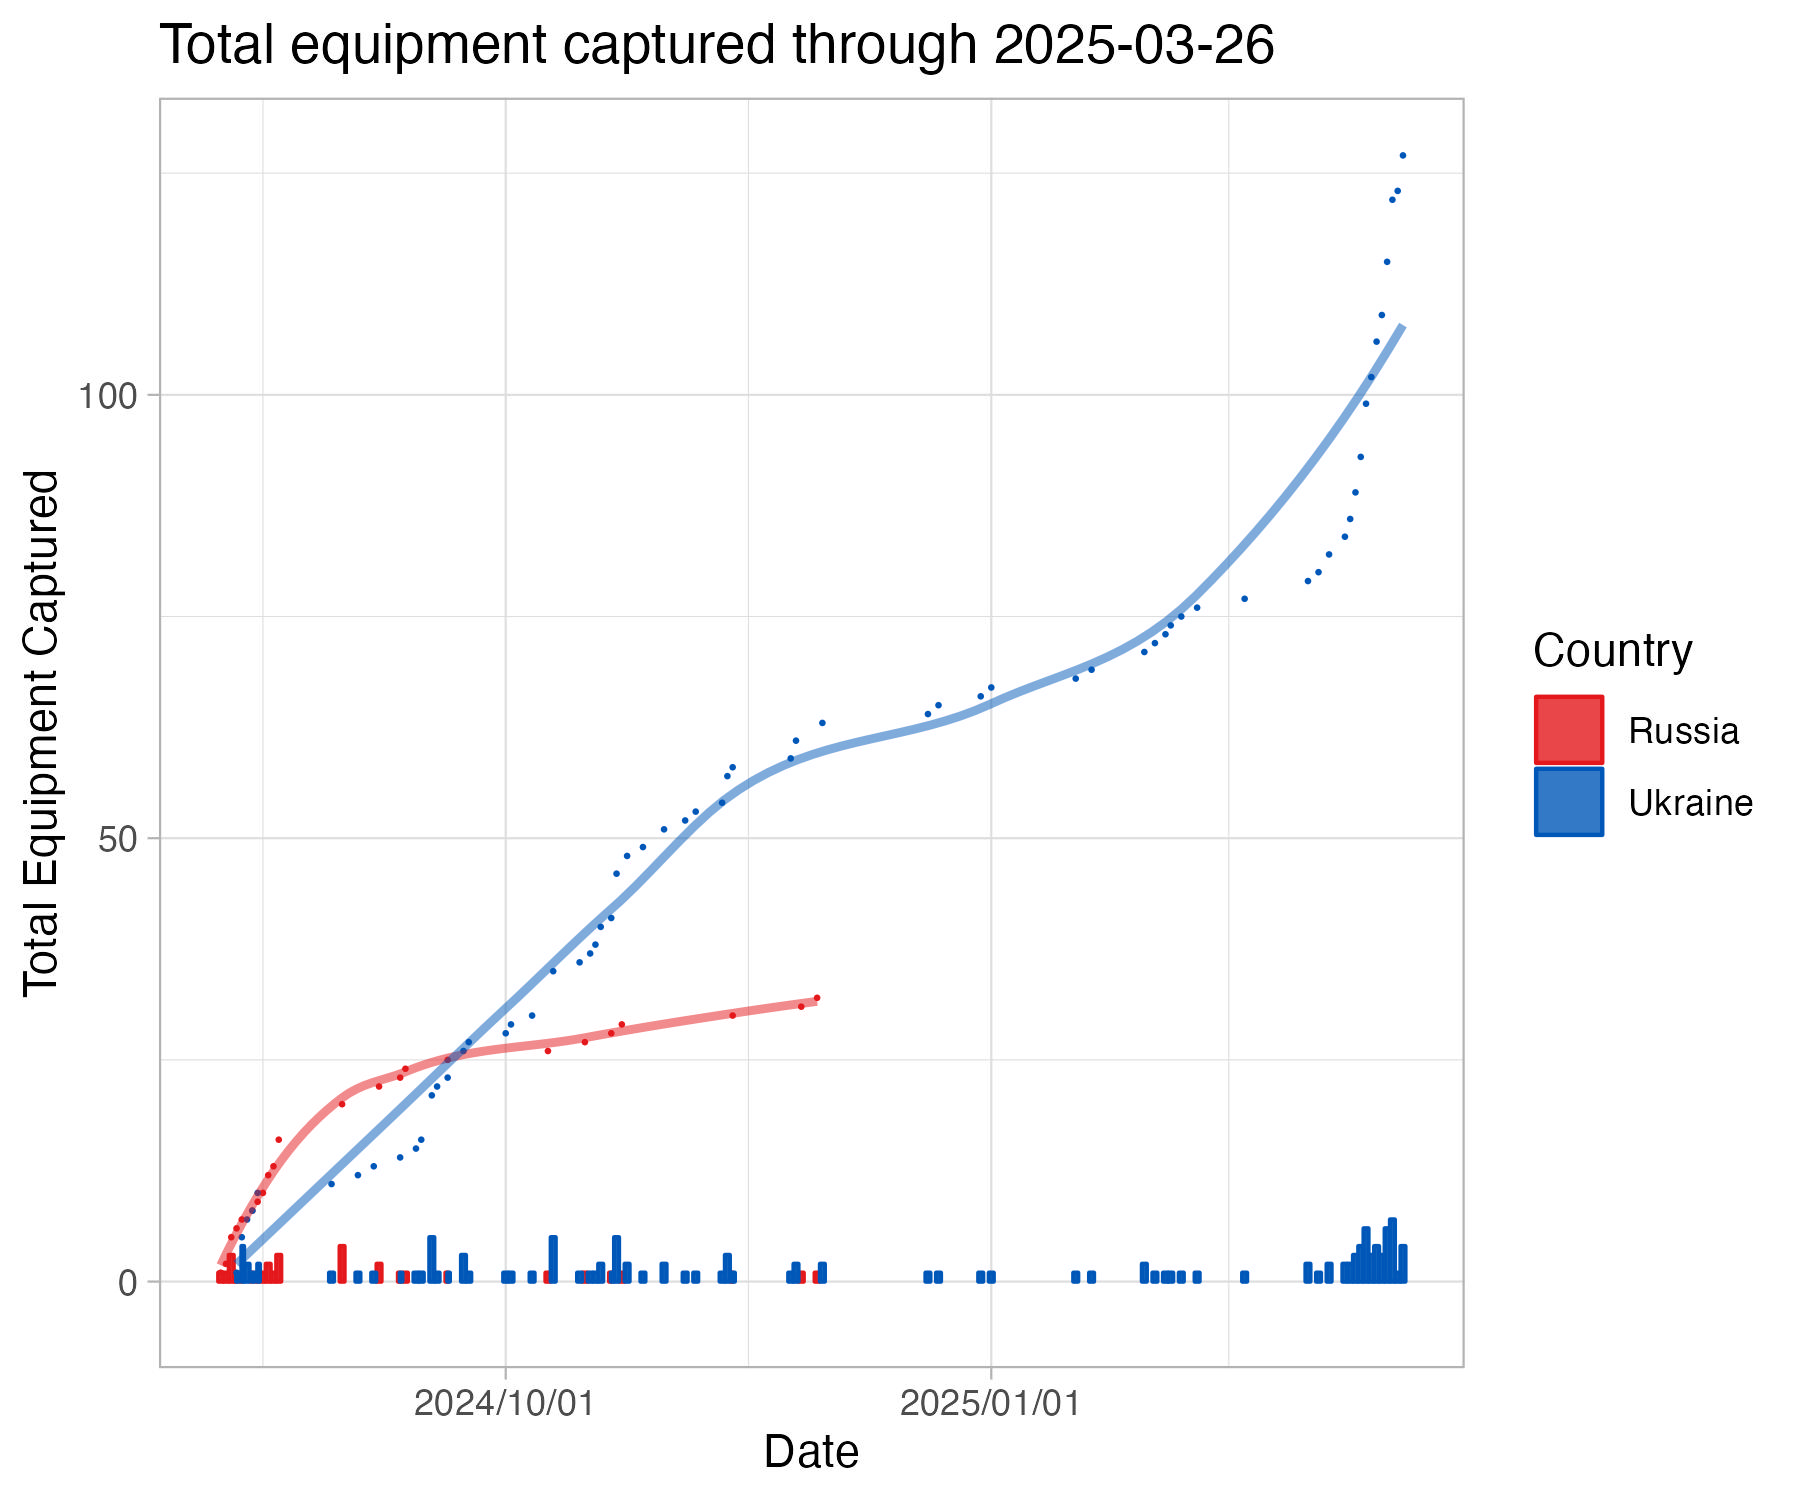 Total equipment captured through 2025-03-26
Total Equipment Captured
100
50
0
2024/10/01
2025/01/01
Date
Country
Russia
Ukraine